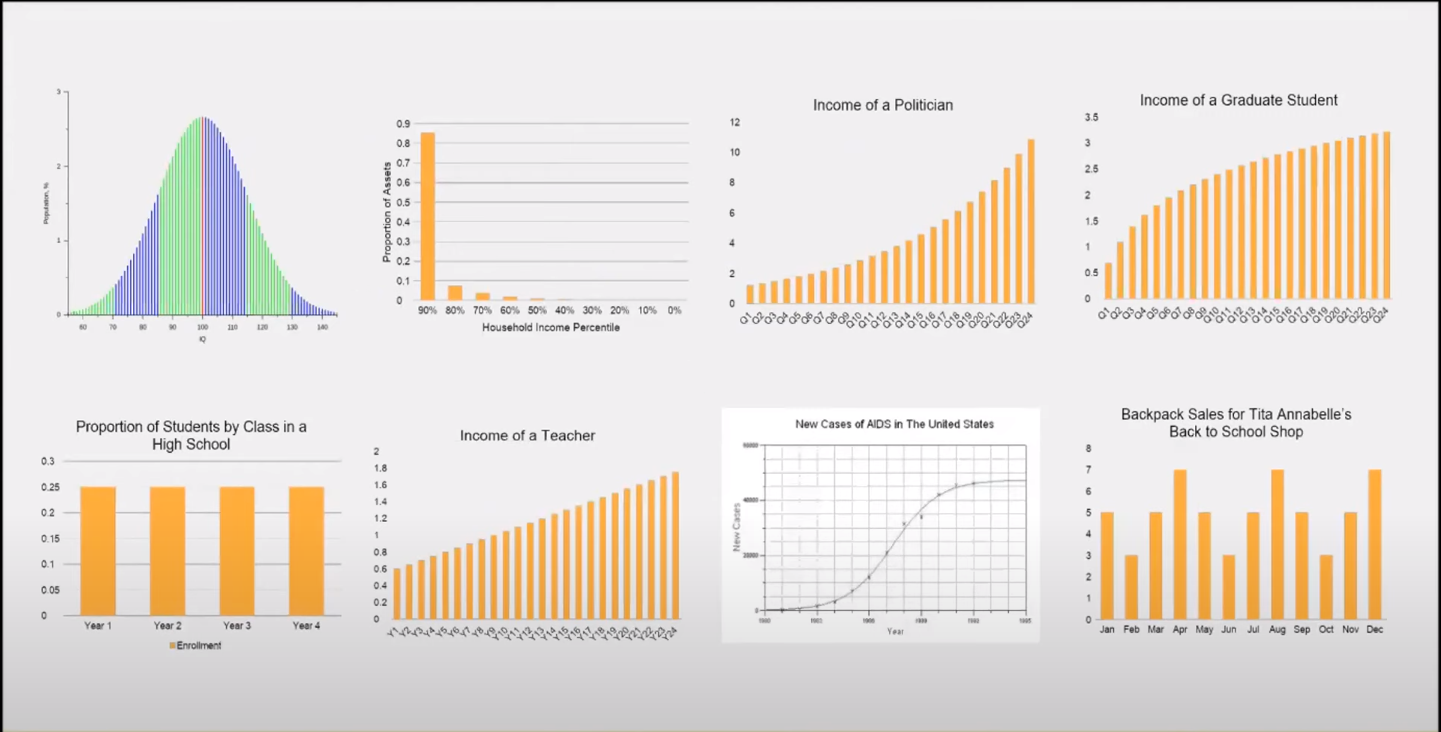 3
2
1
0
Population, %
60 70 80 90 100 110 120 130 140
IQ
0.9
0.8
0.7
0.6
0.5
0.4
0.3
0.2
0.1
0
Proportion of Assets
90% 80% 70% 60% 50% 40% 30% 20% 10% 0%
Household Income Percentile
Income of a Politician
12
10
8
6
4
2
0
Q1 Q2 Q3 Q4 Q5 Q6 Q7 Q8 Q9 Q10 Q11 Q12 Q13 Q14 Q15 Q16 Q17 Q18 Q19 Q20 Q21 Q22 Q23 Q24
Income of a Graduate Student
3.5
3
2.5
2
1.5
1
0.5
0
Q1 Q2 Q3 Q4 Q5 Q6 Q7 Q8 Q9 Q10 Q11 Q12 Q13 Q14 Q15 Q16 Q17 Q18 Q19 Q20 Q21 Q22 Q23 Q24
Proportion of Students by Class in a
High School
0.3
0.25
0.2
0.15
0.1
0.05
0
Year 1 Year 2 Year 3 Year 4
Enrollment
Income of a Teacher
2
1.8
1.6
1.4
1.2
1
0.8
0.6
0.4
0.2
0
Y1 Y2 Y3 Y4 Y5 Y6 Y7 Y8 Y9 Y10 Y11 Y12 Y13 Y14 Y15 Y16 Y17 Y18 Y19 Y20 Y21 Y22 Y23 Y24
New Cases of AIDS in The United States
60000
40000
20000
0
New Cases
Year
Backpack Sales for Tita Annabelle's
Back to School Shop
8
7
6
5
4
3
2
1
0
Jan Feb Mar Apr May Jun Jul Aug Sep Oct Nov Dec